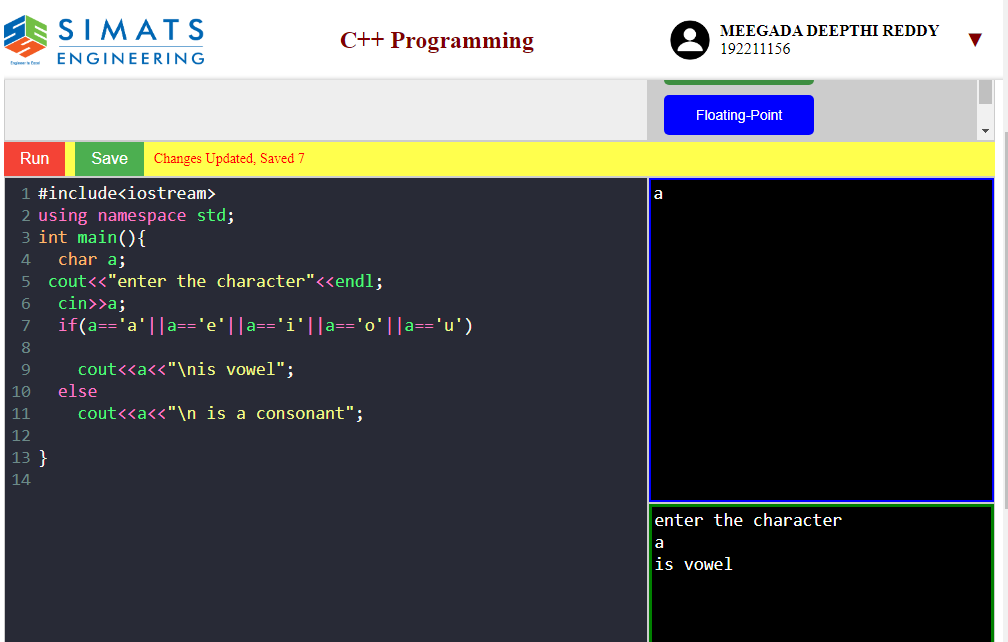 SIMATS
ENGINEERING
Engineer to Excel
C++ Programming
MEEGADA DEEPTHI REDDY
192211156
▼
Floating-Point
Run
Save
Changes Updated, Saved 7
1 #include<iostream>
2 using namespace std;
3 int main(){
4   char a;
5  cout<<"enter the character"<<endl;
6   cin>>a;
7   if(a=='a'||a=='e'||a=='i'||a=='o'||a=='u')
8
9     cout<<a<<"\nis vowel";
10   else
11     cout<<a<<"\n is a consonant";
12
13 }
14
a
enter the character
a
is vowel